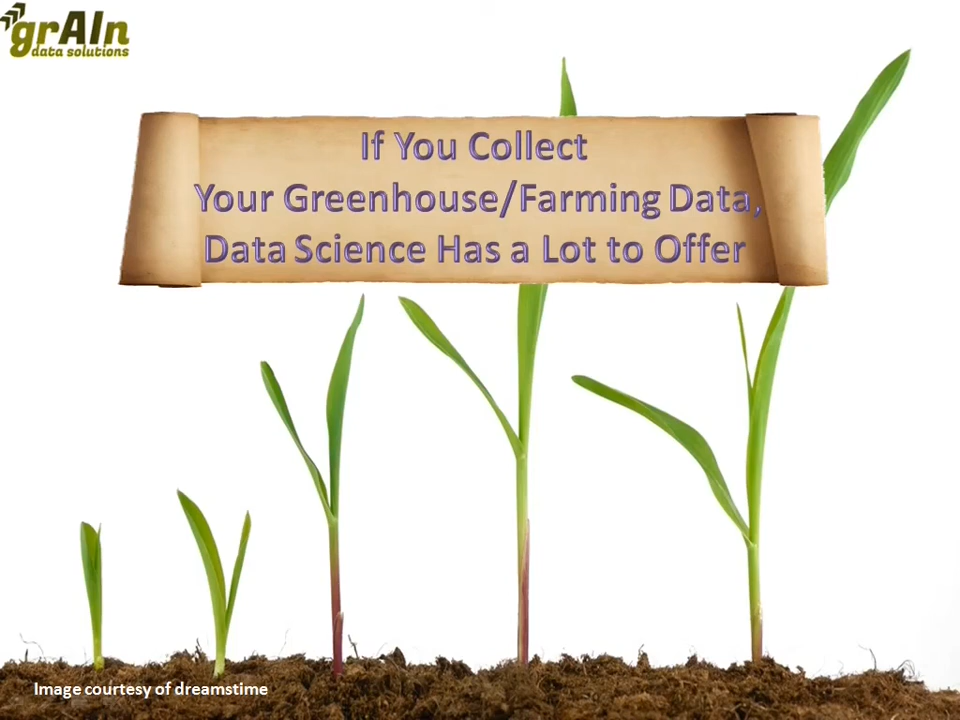 grAIn
data solutions
If You Collect
Your Greenhouse/Farming Data,
Data Science Has a Lot to Offer
Image courtesy of dreamstime